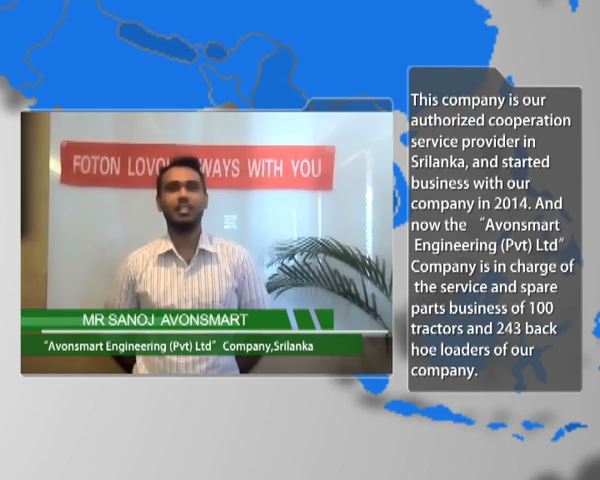 FOTON LOVOL WAYS WITH YOU
MR SANOJ AVONSMART
“Avonsmart Engineering (Pvt) Ltd” Company,Srilanka
This company is our
authorized cooperation
service provider in
Srilanka, and started
business with our
company in 2014. And
now the “Avonsmart
Engineering (Pvt) Ltd”
Company is in charge of
the service and spare
parts business of 100
tractors and 243 back
hoe loaders of our
company.